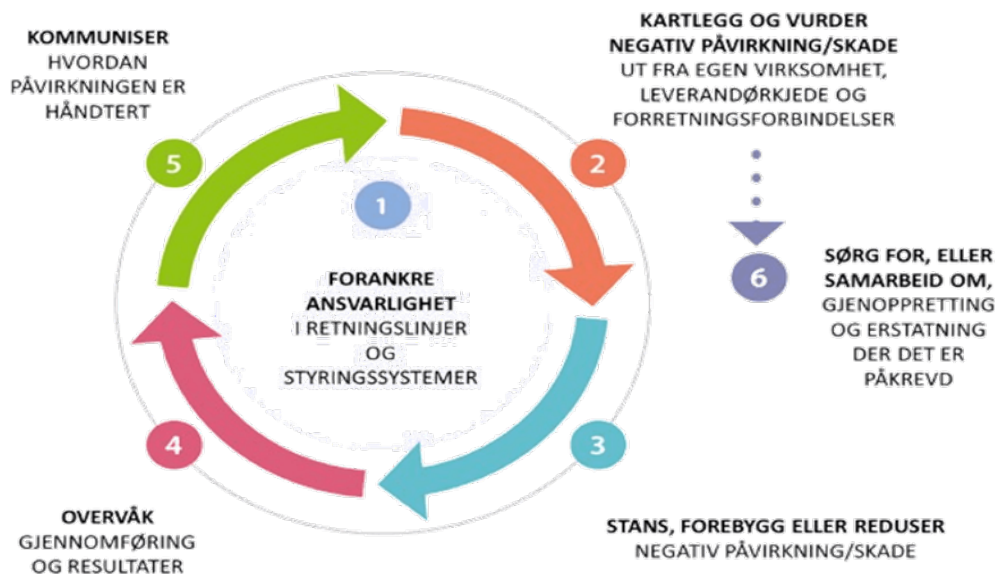 1
FORANKRE
ANSVARLIGHET
I RETNINGSLINJER
OG
STYRINGSSYSTEMER
2
KARTLEGG OG VURDER
NEGATIV PÅVIRKNING/SKADE
UT FRA EGEN VIRKSOMHET,
LEVERANDØRKJEDE OG
FORRETNINGSFORBINDELSER
3
STANS, FOREBYGG ELLER REDUSER
NEGATIV PÅVIRKNING/SKADE
4
OVERVÅK
GJENNOMFØRING
OG RESULTATER
5
KOMMUNISER
HVORDAN
PÅVIRKNINGEN ER
HÅNDTERT
6
SØRG FOR, ELLER
SAMARBEID OM,
GJENOPPRETTING
OG ERSTATNING
DER DET ER
PÅKREVD